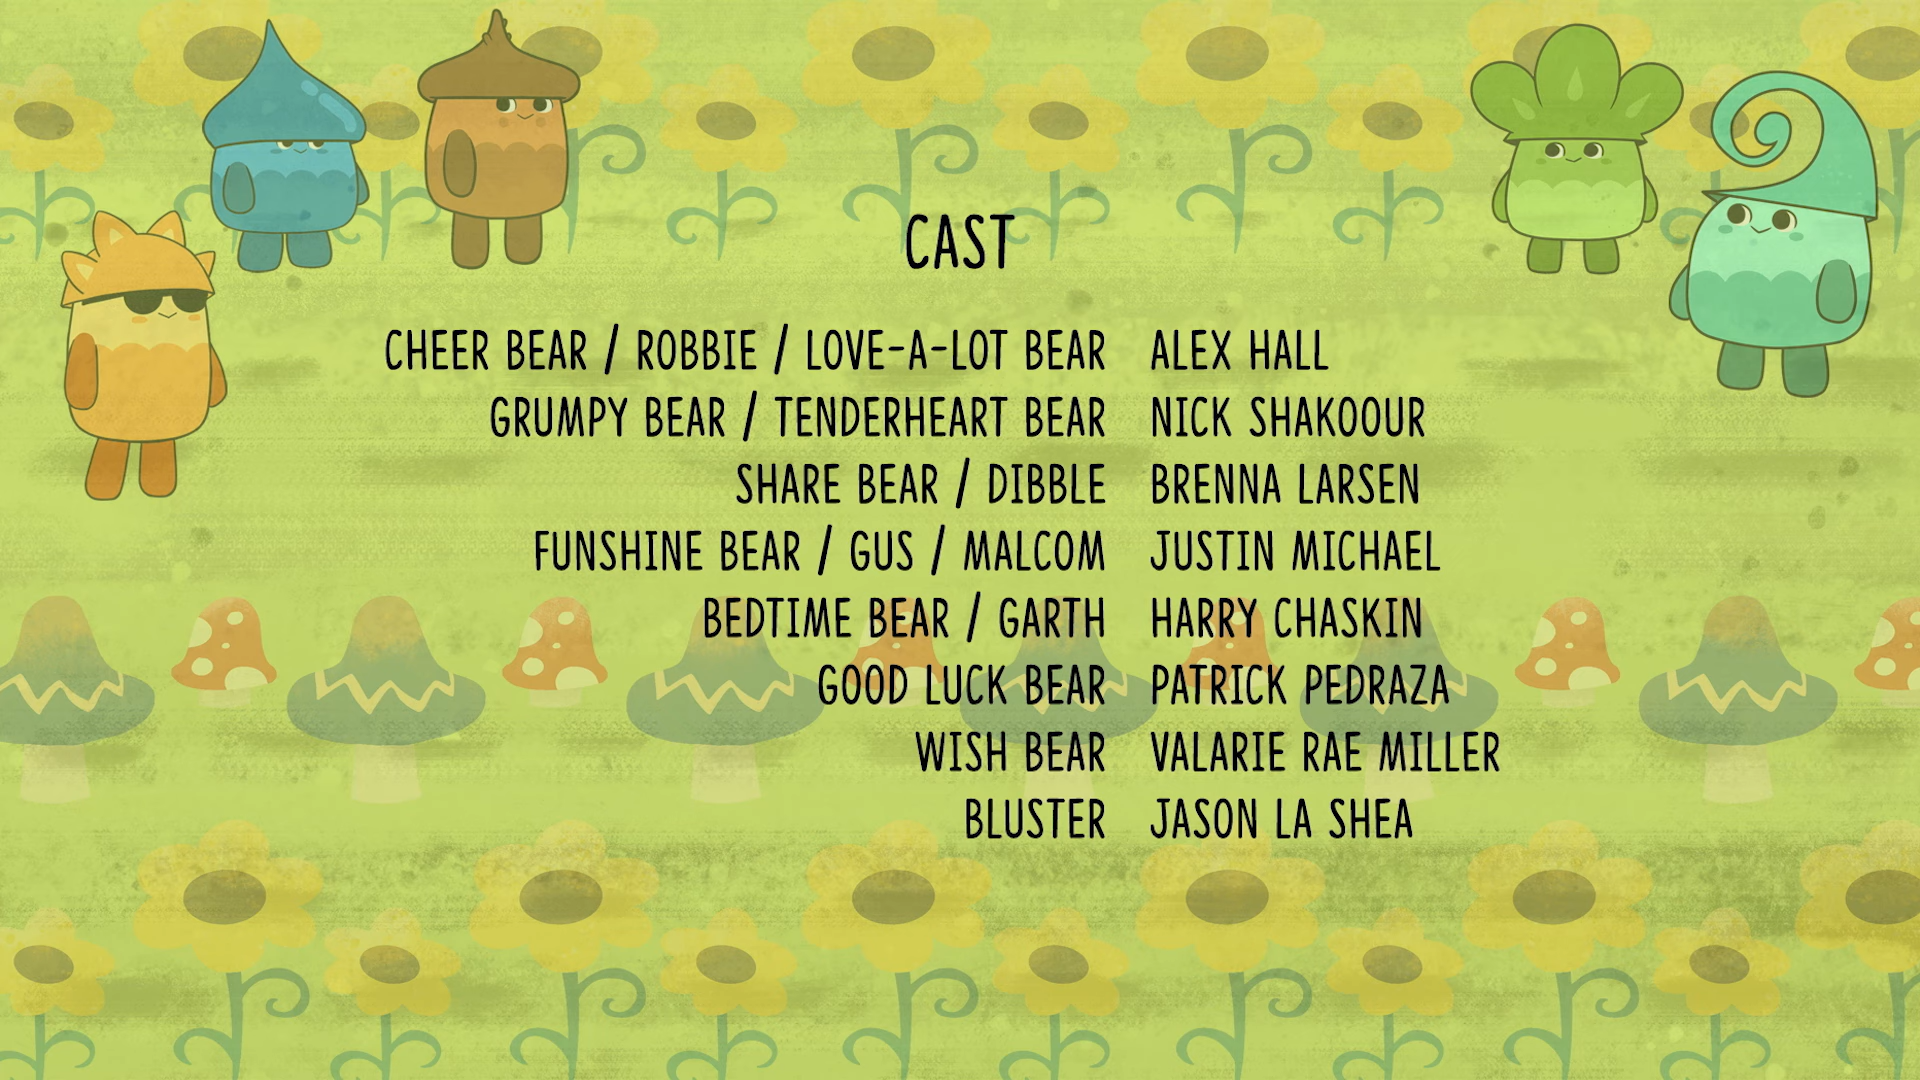 CAST
CHEER BEAR / ROBBIE / LOVE-A-LOT BEAR ALEX HALL
GRUMPY BEAR / TENDERHEART BEAR NICK SHAKOOUR
SHARE BEAR / DIBBLE BRENNA LARSEN
FUNSHINE BEAR / GUS / MALCOM JUSTIN MICHAEL
BEDTIME BEAR / GARTH HARRY CHASKIN
GOOD LUCK BEAR PATRICK PEDRAZA
WISH BEAR VALARIE RAE MILLER
BLUSTER JASON LA SHEA